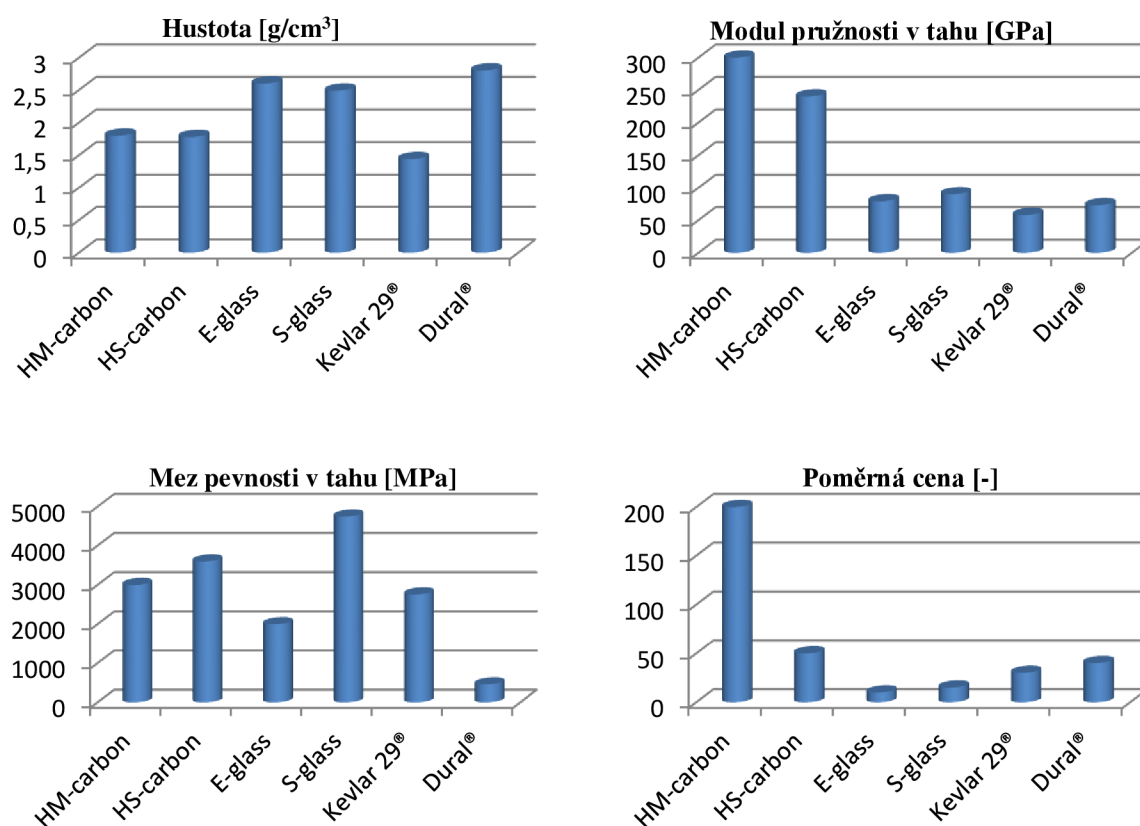 Hustota [g/cm³]
3
2,5
2
1,5
1
0,5
0
HM-carbon
HS-carbon
E-glass
S-glass
Kevlar 29®
Dural®
Modul pružnosti v tahu [GPa]
300
250
200
150
100
50
0
HM-carbon
HS-carbon
E-glass
S-glass
Kevlar 29®
Dural®
Mez pevnosti v tahu [MPa]
5000
4000
3000
2000
1000
0
HM-carbon
HS-carbon
E-glass
S-glass
Kevlar 29®
Dural®
Poměrná cena [-]
200
150
100
50
0
HM-carbon
HS-carbon
E-glass
S-glass
Kevlar 29®
Dural®